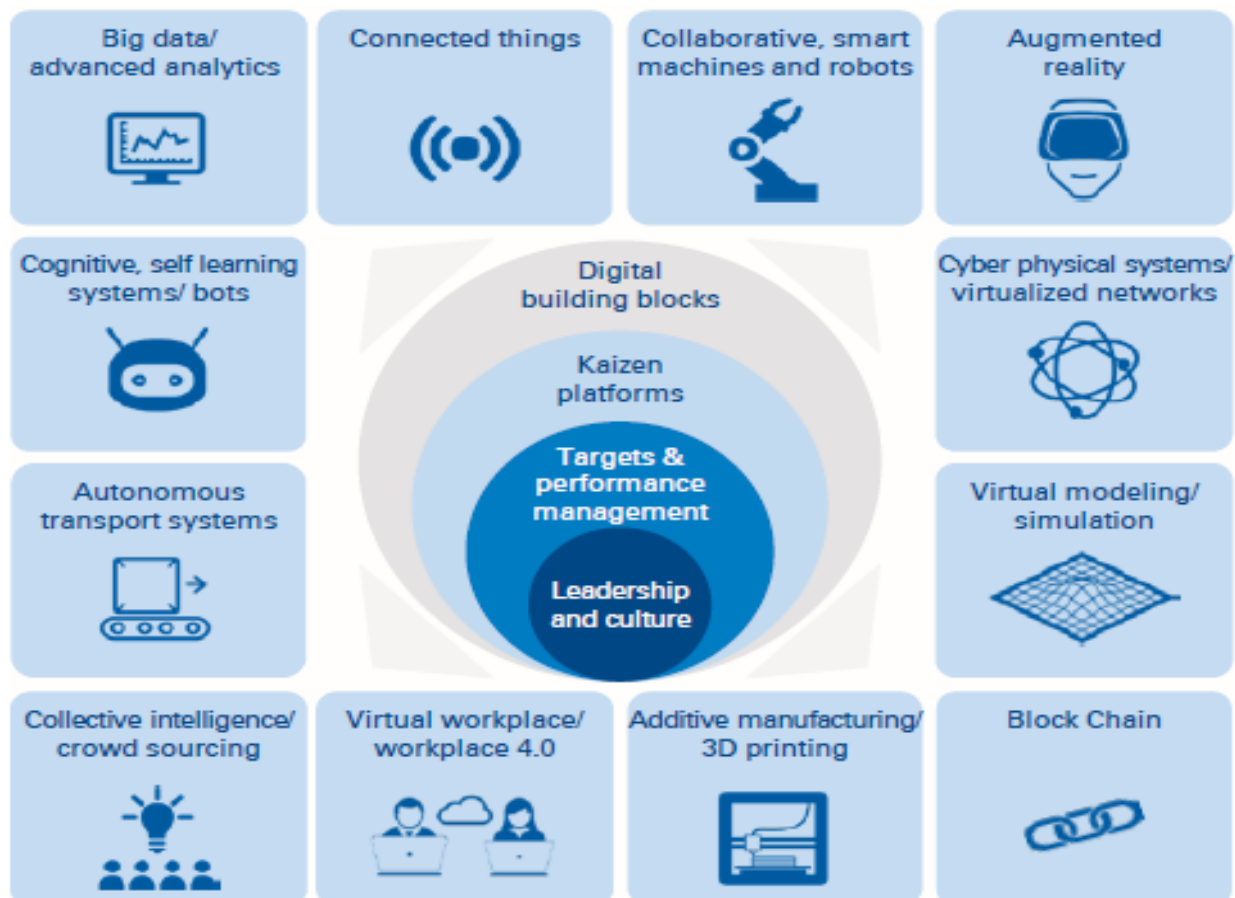 Big data/
advanced analytics
Connected things
Collaborative, smart
machines and robots
Augmented
reality
Cognitive, self learning
systems/ bots
Digital
building blocks
Cyber physical systems/
virtualized networks
Kaizen
platforms
Autonomous
transport systems
Targets &
performance
management
Virtual modeling/
simulation
Leadership
and culture
Collective intelligence/
crowd sourcing
Virtual workplace/
workplace 4.0
Additive manufacturing/
3D printing
Block Chain